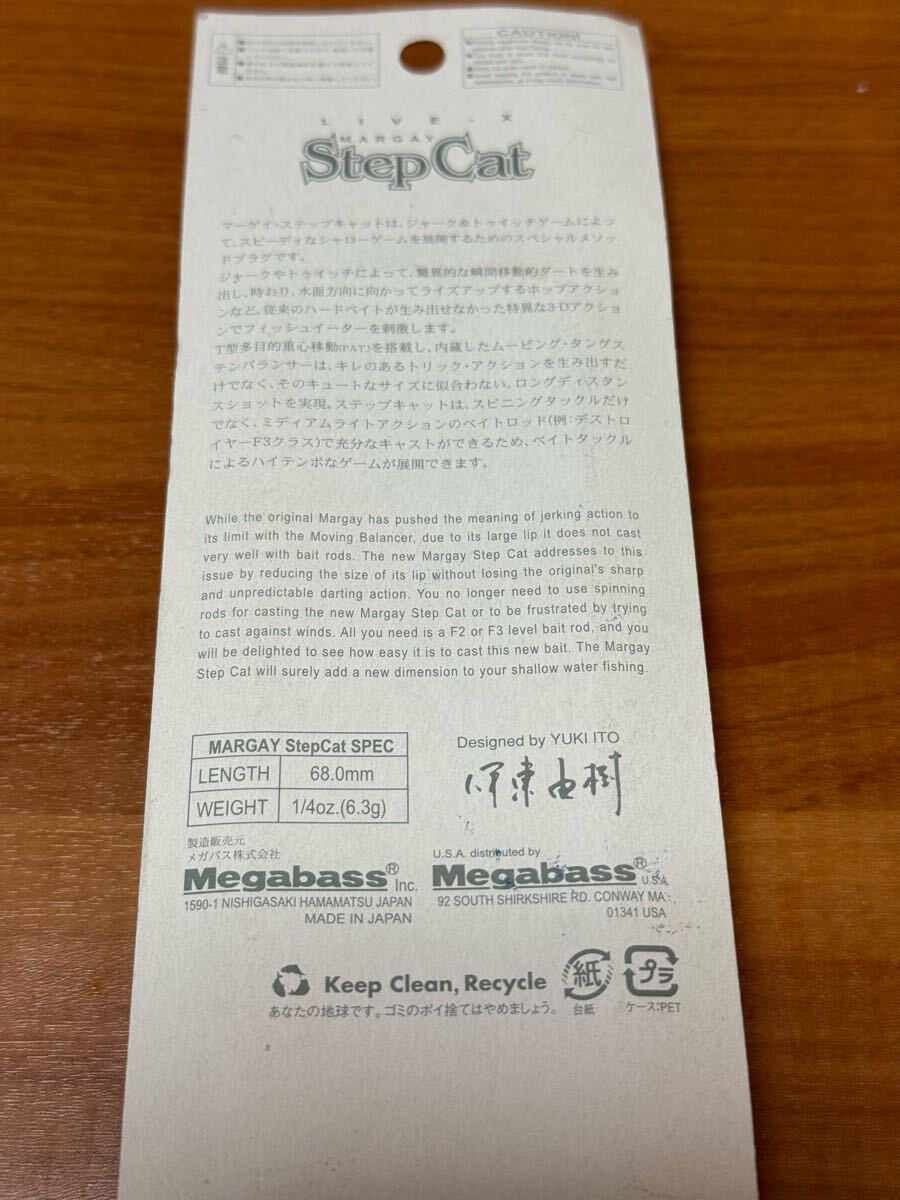 CAUTION!
LIVE-X
MARGAY
StepCat
マーゲイ・ステップキャットは、ジャーク&トゥイッチゲームによっ
て、スピーディなシャローゲームを展開するためのスペシャルメソッ
ドプラグです。
ジャークやトゥイッチによって、驚異的な瞬間移動的ダートを生み
出し、時おり、水面方向に向かってライズアップするホップアクショ
ンなど、従来のハードベイトが生み出せなかった特異な3-Dアクショ
ンでフィッシュイーターを刺激します。
T型多目的重心移動(PAT)を搭載し、内蔵したムービング・タングス
テンバランサーは、キレのあるトリック・アクションを生み出すだ
けでなく、そのキュートなサイズに似合わない、ロングディスタン
スショットを実現。ステップキャットは、スピニングタックルだけ
でなく、ミディアムライトアクションのベイトロッド(例:デストロ
イヤーF3クラス)で充分なキャストができるため、ベイトタックル
によるハイテンポなゲームが展開できます。
While the original Margay has pushed the meaning of jerking action to
its limit with the Moving Balancer, due to its large lip it does not cast
very well with bait rods. The new Margay Step Cat addresses to this
issue by reducing the size of its lip without losing the original's sharp
and unpredictable darting action. You no longer need to use spinning
rods for casting the new Margay Step Cat or to be frustrated by trying
to cast against winds. All you need is a F2 or F3 level bait rod, and you
will be delighted to see how easy it is to cast this new bait. The Margay
Step Cat will surely add a new dimension to your shallow water fishing.
MARGAY StepCat SPEC
LENGTH 68.0mm
WEIGHT 1/4oz.(6.3g)
Designed by YUKI ITO
伊東由樹
製造販売元
メガバス株式会社
Megabass® Inc.
1590-1 NISHIGASAKI HAMAMATSU JAPAN
MADE IN JAPAN
U.S.A. distributed by
Megabass® U.S.A.
92 SOUTH SHIRKSHIRE RD. CONWAY MA
01341 USA
Keep Clean, Recycle
あなたの地球です。ゴミのポイ捨てはやめましょう。
紙
台紙
プラ
ケース:PET